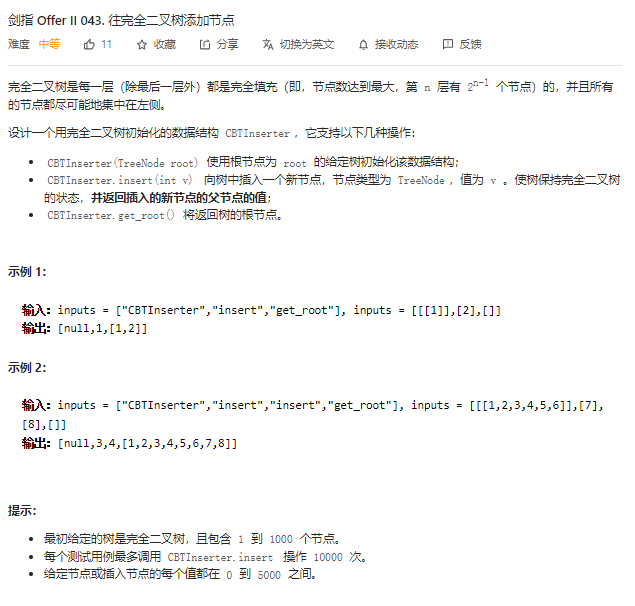 剑指 Offer II 043. 往完全二叉树添加节点
难度 中等 11 收藏 分享 切换为英文 接收动态 反馈
完全二叉树是每一层（除最后一层外）都是完全填充（即，节点数达到最大，第 n 层有 2^n-1 个节点）的，并且所有
的节点都尽可能地集中在左侧。
设计一个用完全二叉树初始化的数据结构 CBTInserter，它支持以下几种操作：
• CBTInserter(TreeNode root) 使用根节点为 root 的给定树初始化该数据结构；
• CBTInserter.insert(int v) 向树中插入一个新节点，节点类型为 TreeNode，值为 v 。使树保持完全二叉树
的状态，并返回插入的新节点的父节点的值；
• CBTInserter.get_root() 将返回树的根节点。
示例 1：
输入：inputs = ["CBTInserter","insert","get_root"], inputs = [[[1]],[2],[]]
输出：[null,1,[1,2]]
示例 2：
输入：inputs = ["CBTInserter","insert","insert","get_root"], inputs = [[[1,2,3,4,5,6]],[7],
[8],[]]
输出：[null,3,4,[1,2,3,4,5,6,7,8]]
提示：
• 最初给定的树是完全二叉树，且包含 1 到 1000 个节点。
• 每个测试用例最多调用 CBTInserter.insert 操作 10000 次。
• 给定节点或插入节点的每个值都在 0 到 5000 之间。